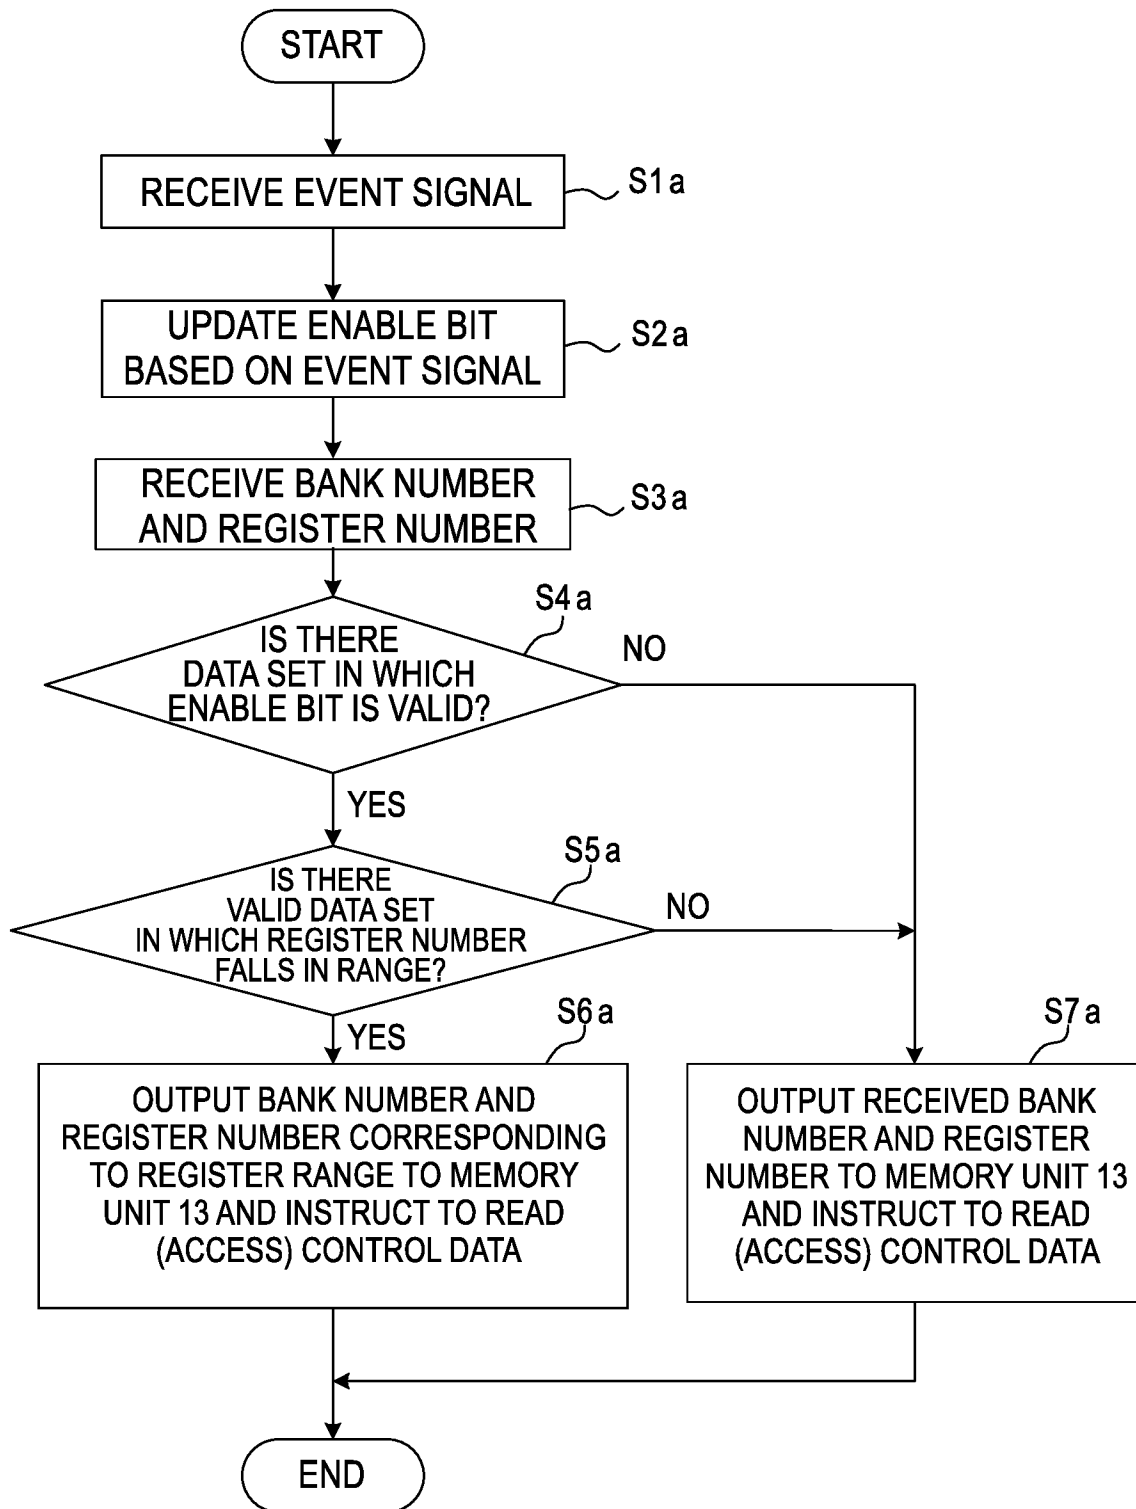 START
RECEIVE EVENT SIGNAL
S1a
UPDATE ENABLE BIT
BASED ON EVENT SIGNAL
S2a
RECEIVE BANK NUMBER
AND REGISTER NUMBER
S3a
S4a
IS THERE
DATA SET IN WHICH
ENABLE BIT IS VALID?
NO
YES
S5a
IS THERE
VALID DATA SET
IN WHICH REGISTER NUMBER
FALLS IN RANGE?
NO
YES
S6a
OUTPUT BANK NUMBER AND
REGISTER NUMBER CORRESPONDING
TO REGISTER RANGE TO MEMORY
UNIT 13 AND INSTRUCT TO READ
(ACCESS) CONTROL DATA
S7a
OUTPUT RECEIVED BANK
NUMBER AND REGISTER
NUMBER TO MEMORY UNIT 13
AND INSTRUCT TO READ
(ACCESS) CONTROL DATA
END